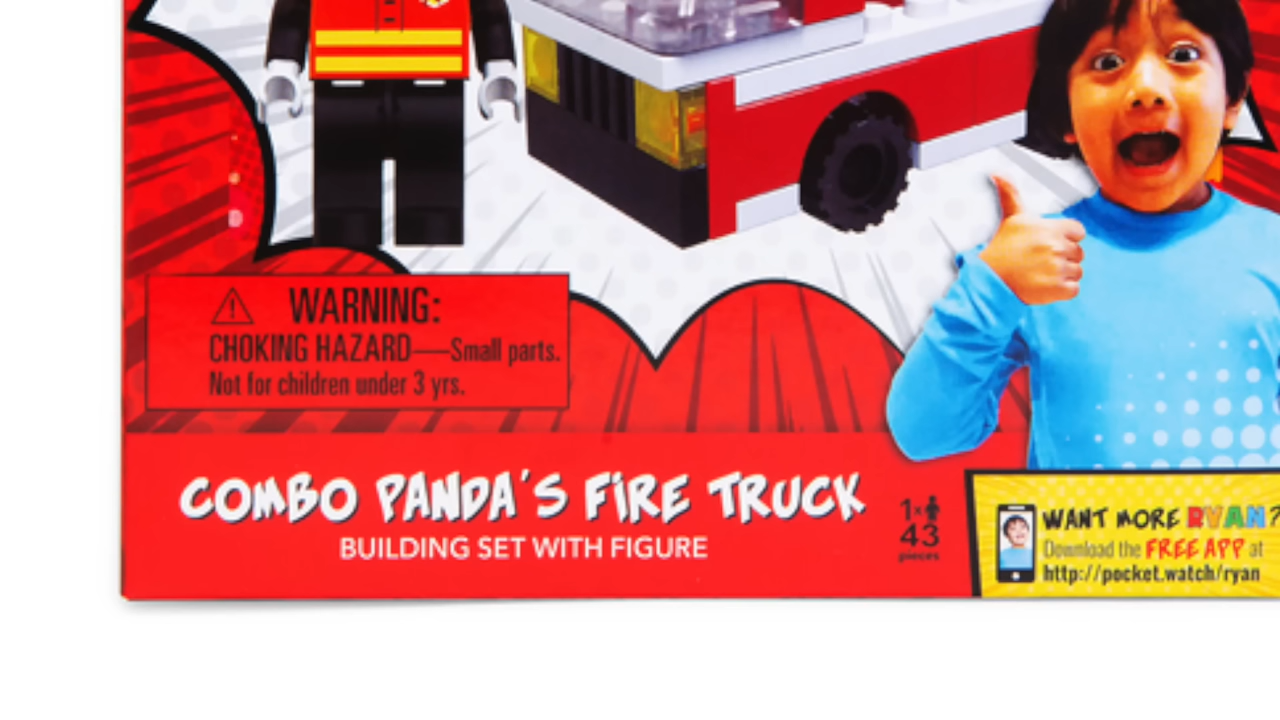 WARNING:
CHOKING HAZARD—Small parts.
Not for children under 3 yrs.
COMBO PANDA'S FIRE TRUCK
BUILDING SET WITH FIGURE
1x
43
pieces
WANT MORE RYAN?
Download the FREE APP at
http://pocket.watch/ryan